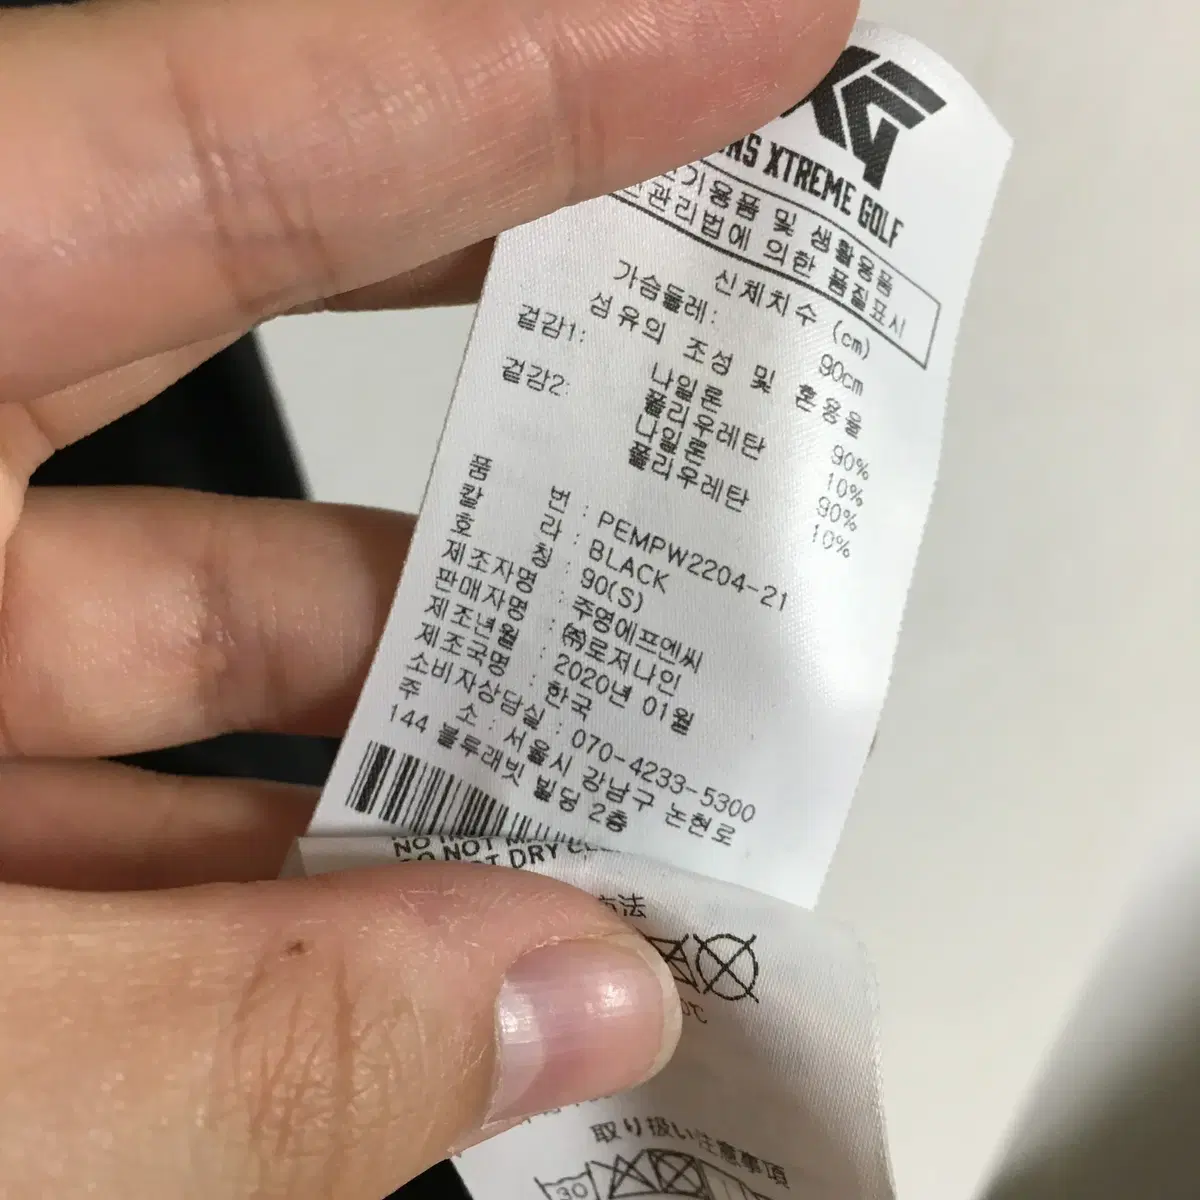 XTREME GOLF
기용품 및 생활용품
관리법에 의한 품질표시
신체치수 (cm)
가슴둘레: 90cm
섬유의 조성 및 혼용율
겉감1: 나일론 90%
폴리우레탄 10%
겉감2: 나일론 90%
폴리우레탄 10%
품 번 : PEMPW2204-21
칼 라 : BLACK
호 칭 : 90(S)
제조자명 : 주영에프엔씨
판매자명 : ㈜로저나인
제조년월 : 2020년 01월
제조국명 : 한국
소비자상담실 : 070-4233-5300
주 소 : 서울시 강남구 논현로
144 블루래빗 빌딩 2층
DO NOT DRY
方法
取り扱い注意事項
30